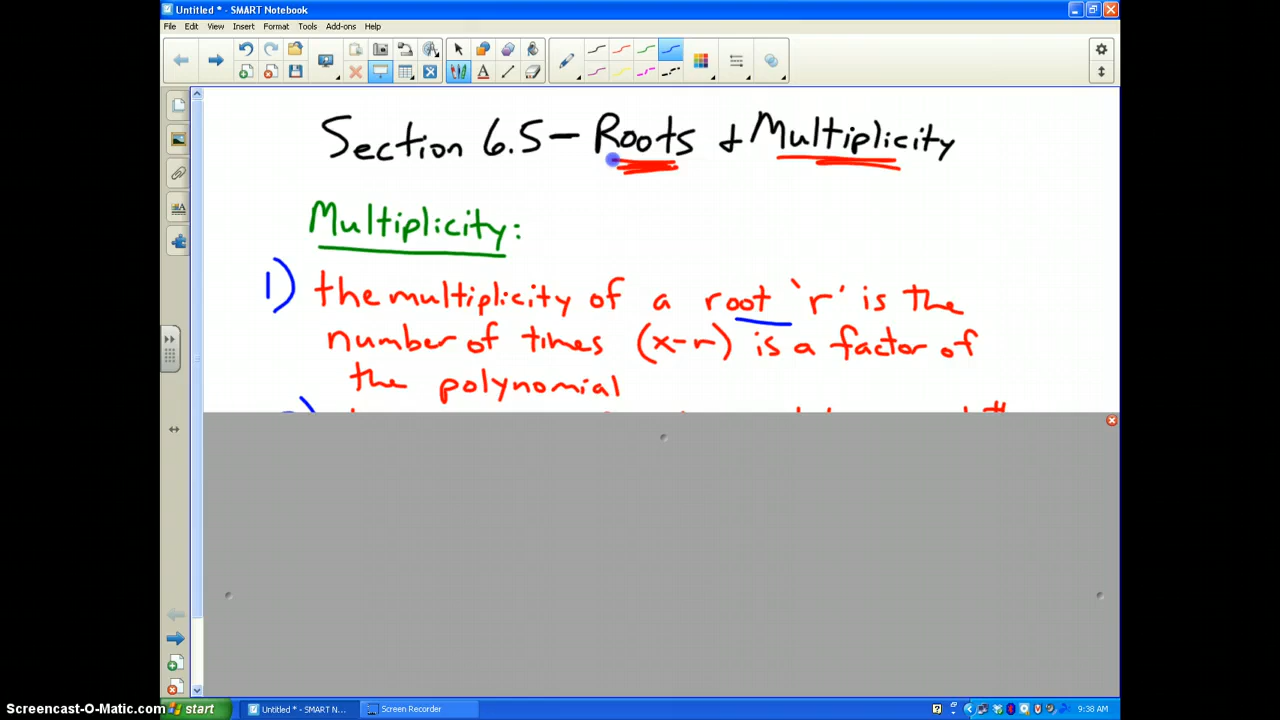 Untitled * - SMART Notebook
File Edit View Insert Format Tools Add-ons Help
Section 6.5 - Roots & Multiplicity
Multiplicity:
1) the multiplicity of a root 'r' is the
number of times (x-r) is a factor of
the polynomial
Screencast-O-Matic.com
start
Untitled * - SMART N...
Screen Recorder
9:38 AM